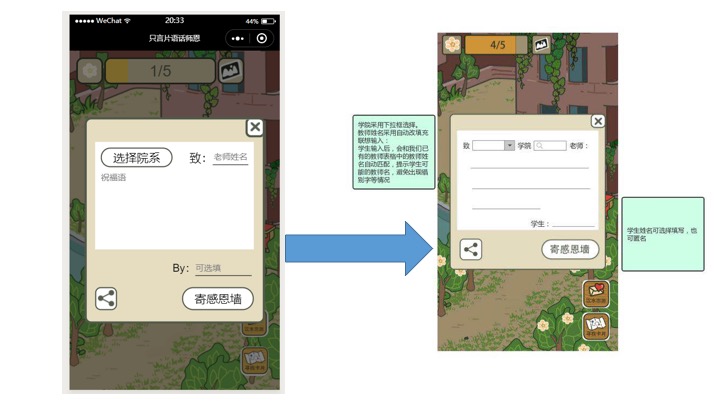 WeChat
20:33
44%
只言片语话师恩
1/5
选择院系
致：
老师姓名
祝福语
By：
可选填
寄感恩墙
学院采用下拉框选择。
教师姓名采用自动改填充
联想输入：
学生输入后，会和我们已
有的教师表格中的教师姓
名自动匹配，提示学生可
能的教师名，避免出现错
别字等情况
4/5
致
学院
老师：
学生：
寄感恩墙
学生姓名可选择填写，也
可匿名